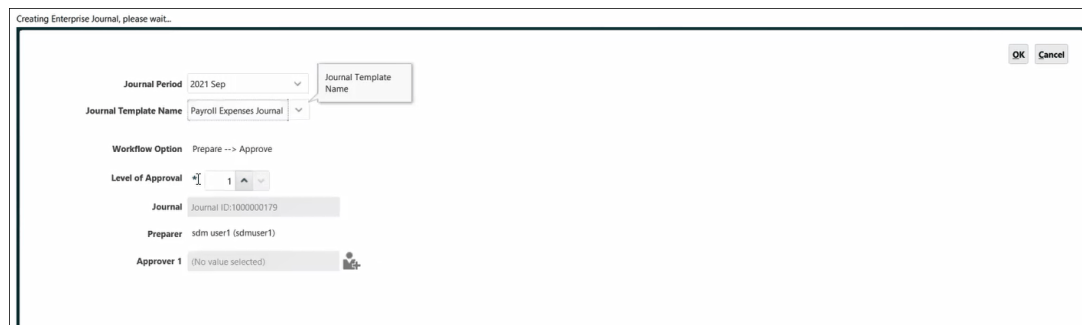 Creating Enterprise Journal, please wait...
OK Cancel
Journal Period 2021 Sep
Journal Template
Name
Journal Template Name Payroll Expenses Journal
Workflow Option Prepare --> Approve
Level of Approval * 1
Journal Journal ID:1000000179
Preparer sdm user1 (sdmuser1)
Approver 1 (No value selected)